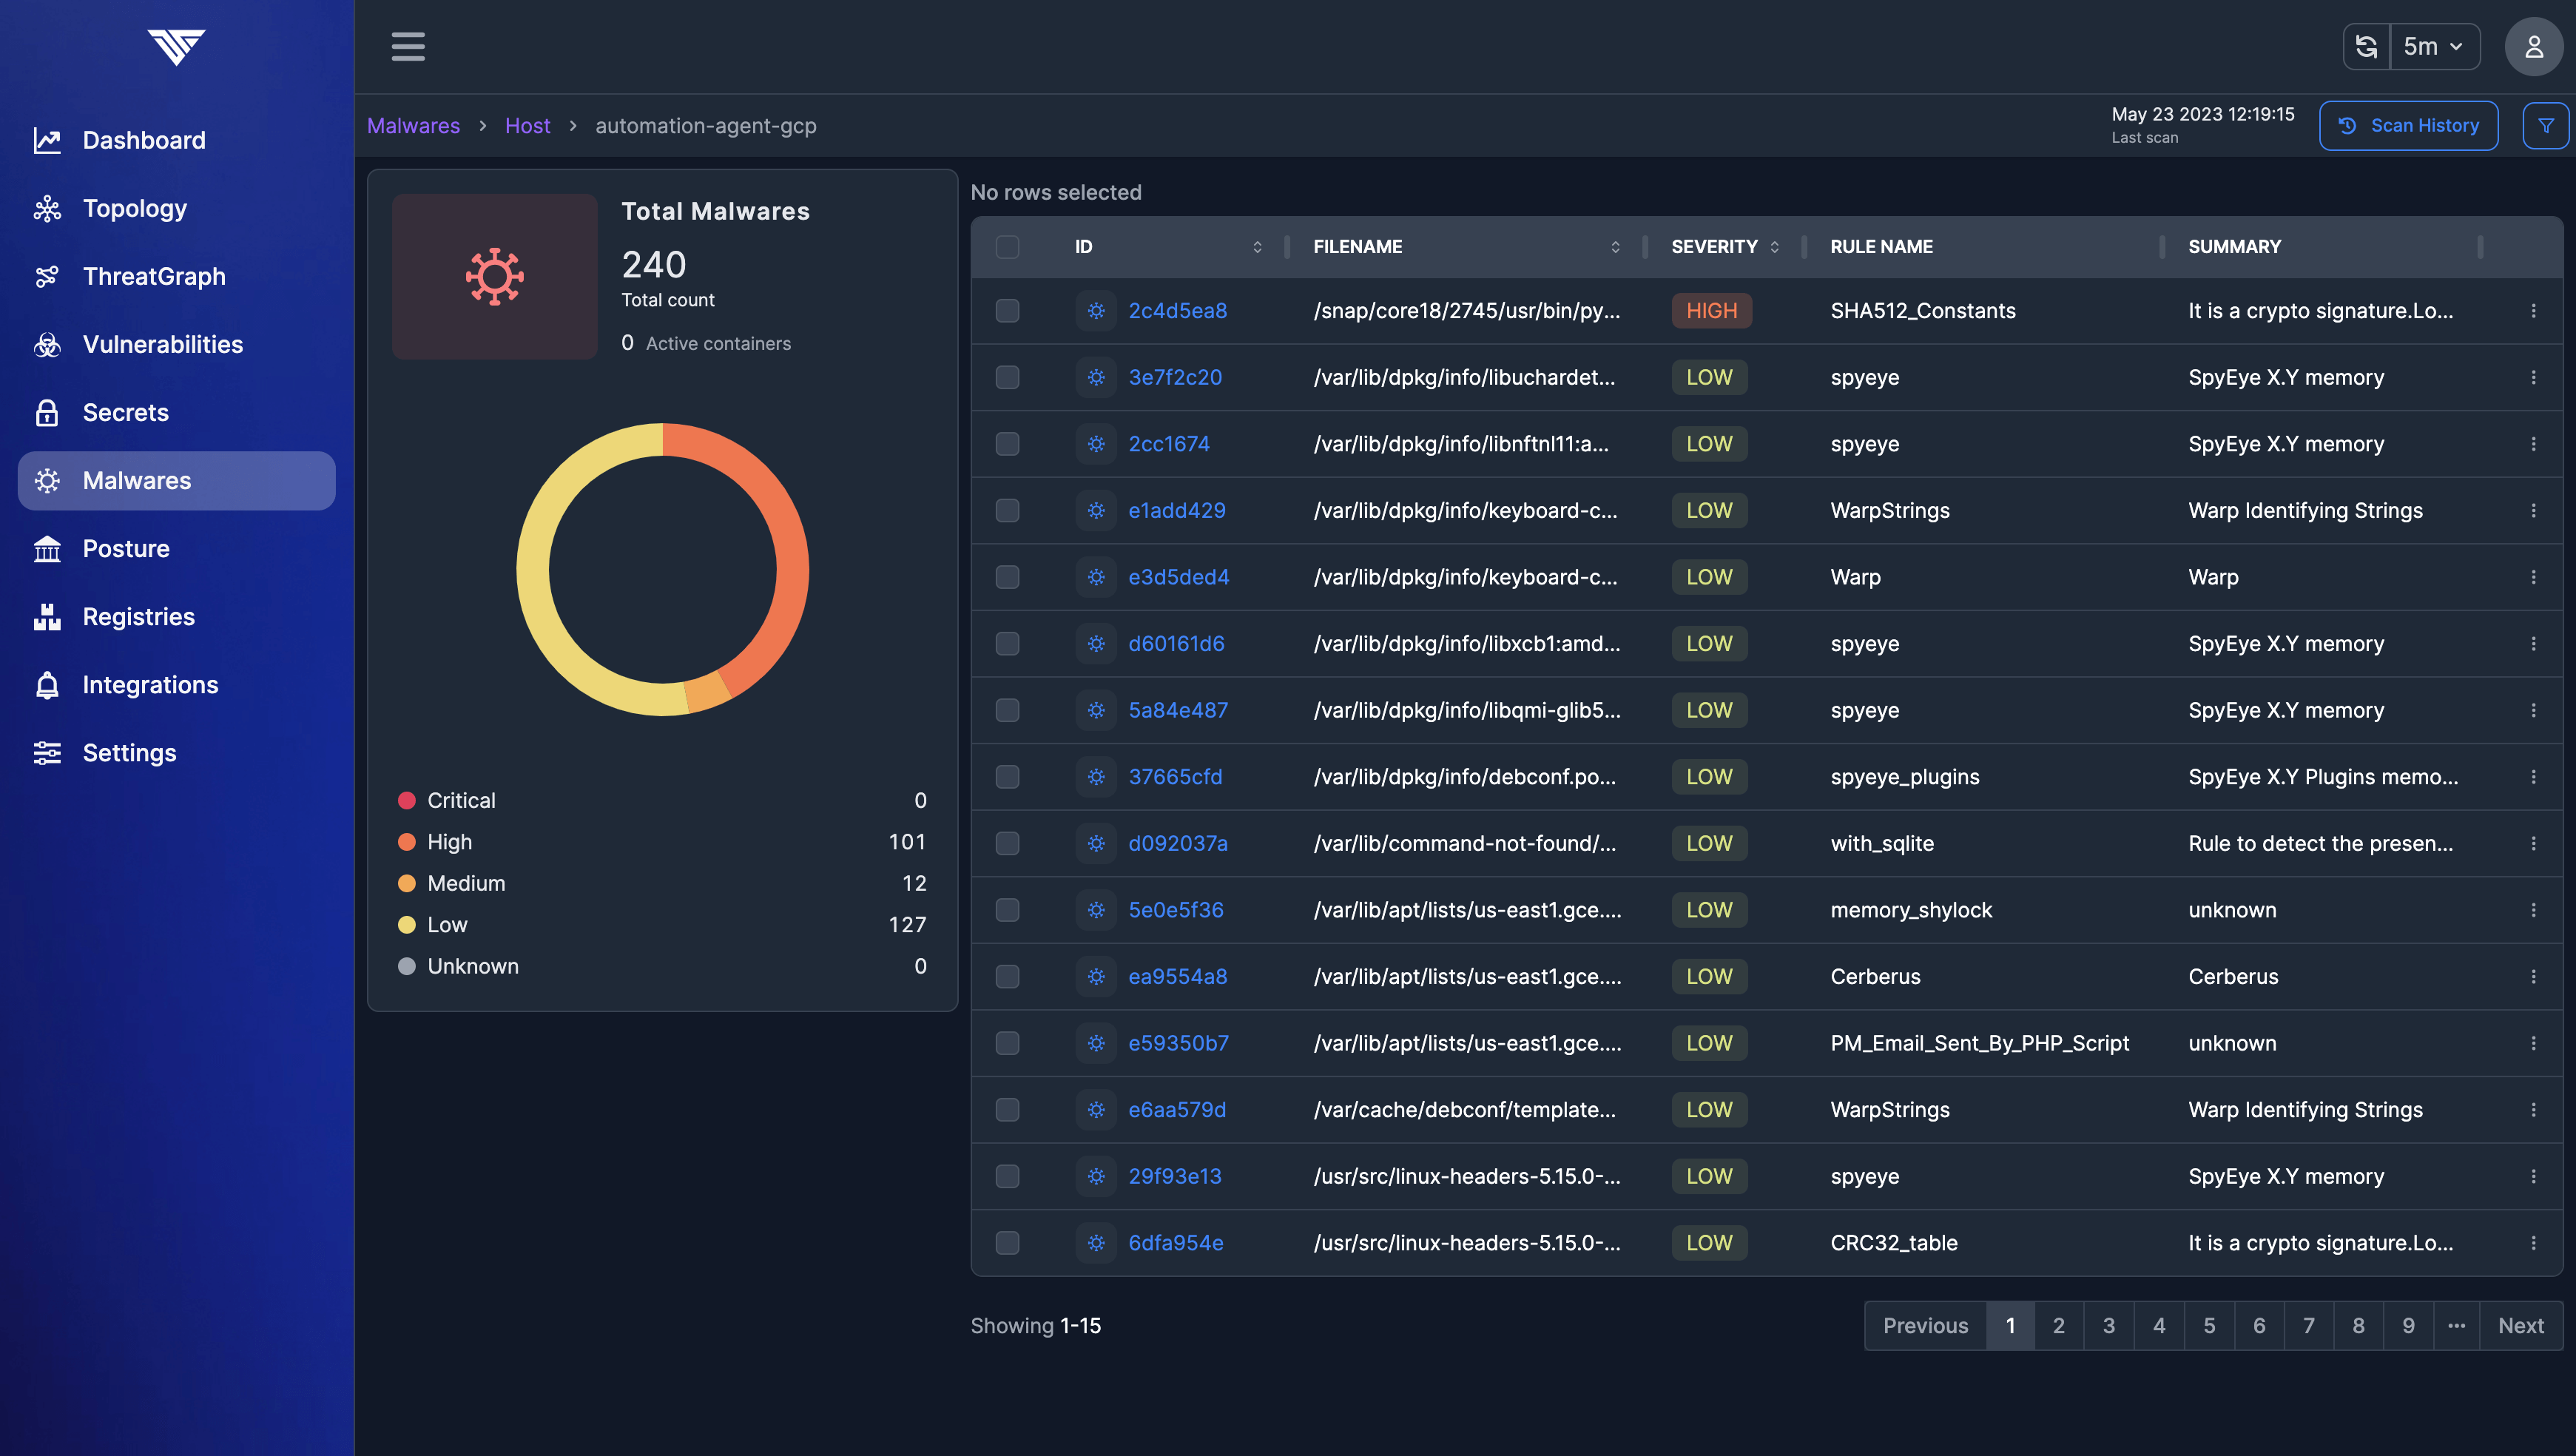 5m
Dashboard
Topology
ThreatGraph
Vulnerabilities
Secrets
Malwares
Posture
Registries
Integrations
Settings
Malwares > Host > automation-agent-gcp
May 23 2023 12:19:15
Last scan
Scan History
Total Malwares
240
Total count
0 Active containers
Critical 0
High 101
Medium 12
Low 127
Unknown 0
No rows selected
ID FILENAME SEVERITY RULE NAME SUMMARY
2c4d5ea8 /snap/core18/2745/usr/bin/py... HIGH SHA512_Constants It is a crypto signature.Lo...
3e7f2c20 /var/lib/dpkg/info/libuchardet... LOW spyeye SpyEye X.Y memory
2cc1674 /var/lib/dpkg/info/libnftnl11:a... LOW spyeye SpyEye X.Y memory
e1add429 /var/lib/dpkg/info/keyboard-c... LOW WarpStrings Warp Identifying Strings
e3d5ded4 /var/lib/dpkg/info/keyboard-c... LOW Warp Warp
d60161d6 /var/lib/dpkg/info/libxcb1:amd... LOW spyeye SpyEye X.Y memory
5a84e487 /var/lib/dpkg/info/libqmi-glib5... LOW spyeye SpyEye X.Y memory
37665cfd /var/lib/dpkg/info/debconf.po... LOW spyeye_plugins SpyEye X.Y Plugins memo...
d092037a /var/lib/command-not-found/... LOW with_sqlite Rule to detect the presen...
5e0e5f36 /var/lib/apt/lists/us-east1.gce.... LOW memory_shylock unknown
ea9554a8 /var/lib/apt/lists/us-east1.gce.... LOW Cerberus Cerberus
e59350b7 /var/lib/apt/lists/us-east1.gce.... LOW PM_Email_Sent_By_PHP_Script unknown
e6aa579d /var/cache/debconf/template... LOW WarpStrings Warp Identifying Strings
29f93e13 /usr/src/linux-headers-5.15.0-... LOW spyeye SpyEye X.Y memory
6dfa954e /usr/src/linux-headers-5.15.0-... LOW CRC32_table It is a crypto signature.Lo...
Showing 1-15
Previous 1 2 3 4 5 6 7 8 9 ... Next